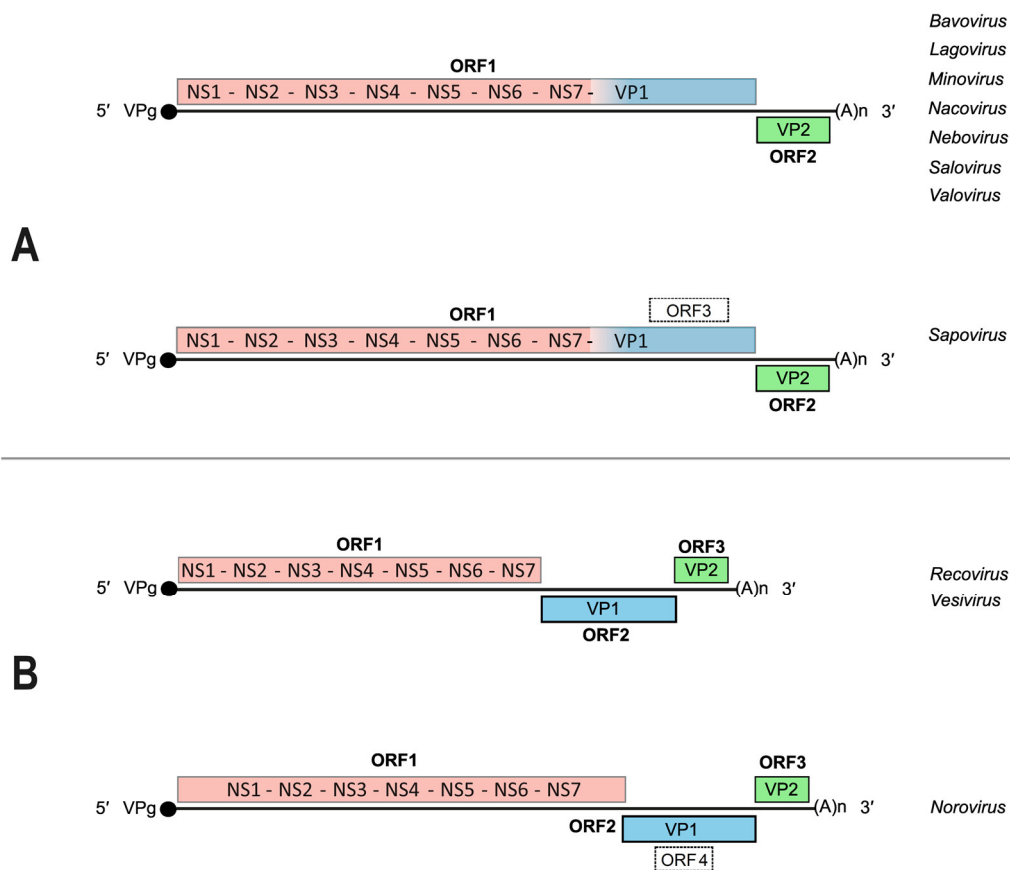 Bavovirus
Lagovirus
Minovirus
Nacovirus
Nebovirus
Salovirus
Valovirus
ORF1
NS1 - NS2 - NS3 - NS4 - NS5 - NS6 - NS7 - VP1
5′ VPg (A)n 3′
VP2
ORF2
A
ORF3
ORF1
NS1 - NS2 - NS3 - NS4 - NS5 - NS6 - NS7 - VP1
Sapovirus
5′ VPg (A)n 3′
VP2
ORF2
ORF1 ORF3
NS1 - NS2 - NS3 - NS4 - NS5 - NS6 - NS7 VP2
Recovirus
5′ VPg (A)n 3′
Vesivirus
VP1
ORF2
B
ORF1 ORF3
NS1 - NS2 - NS3 - NS4 - NS5 - NS6 - NS7 VP2
5′ VPg (A)n 3′ Norovirus
ORF2 VP1
ORF4